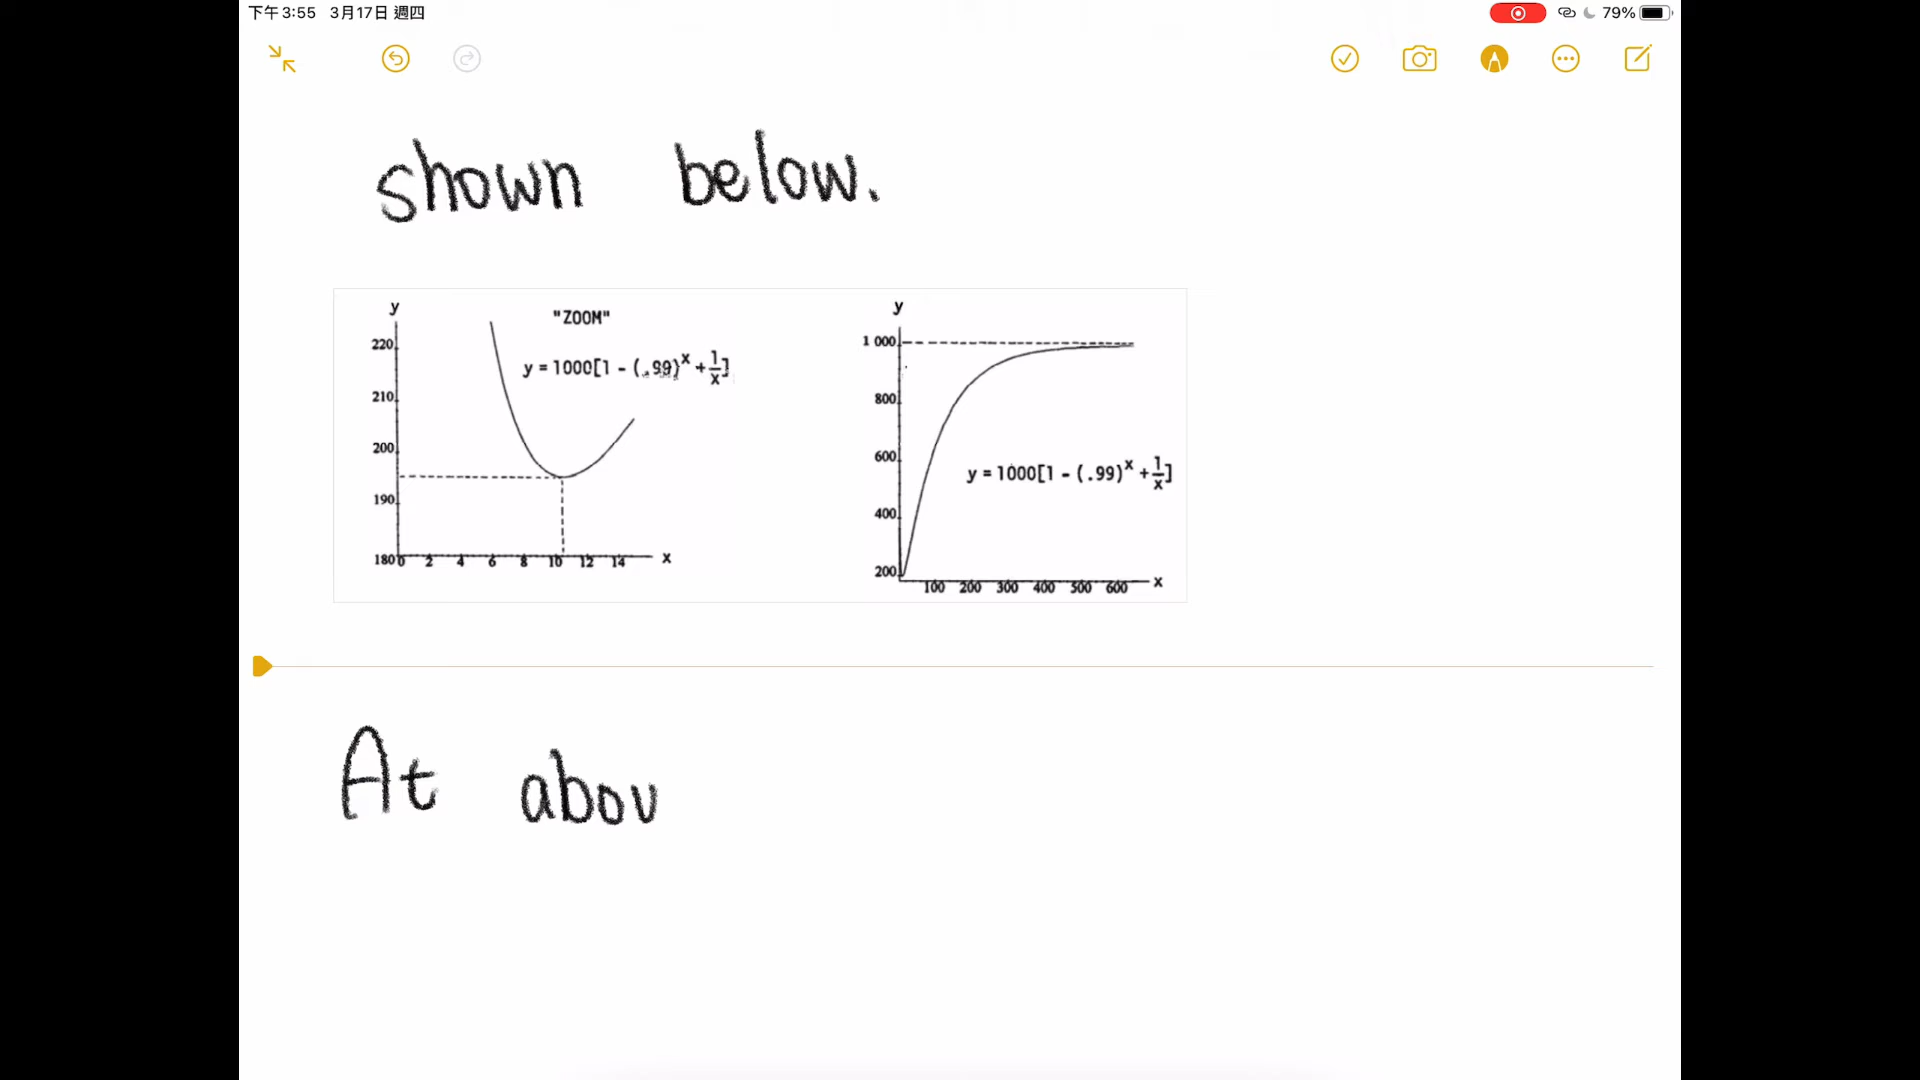 下午3:55 3月17日 週四 79%
shown below.
y "ZOOM"
y = 1000[1 - (.99)^x + 1/x]
220
210
200
190
180
0 2 4 6 8 10 12 14 x
y
1 000
800
600
y = 1000[1 - (.99)^x + 1/x]
400
200
100 200 300 400 500 600 x
At abou